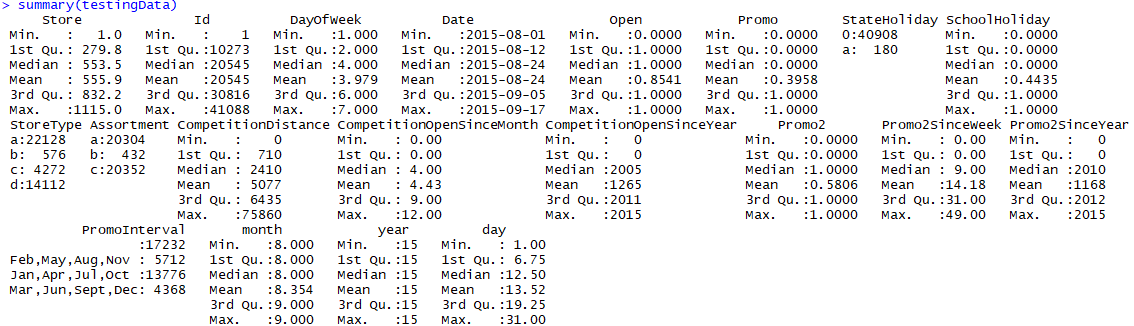 > summary(testingData)
Store Id DayOfWeek Date Open Promo StateHoliday SchoolHoliday
Min. : 1.0 Min. : 1 Min. :1.000 Min. :2015-08-01 Min. :0.0000 Min. :0.0000 0:40908 Min. :0.0000
1st Qu.: 279.8 1st Qu.:10273 1st Qu.:2.000 1st Qu.:2015-08-12 1st Qu.:1.0000 1st Qu.:0.0000 a: 180 1st Qu.:0.0000
Median : 553.5 Median :20545 Median :4.000 Median :2015-08-24 Median :1.0000 Median :0.0000 Median :0.0000
Mean : 555.9 Mean :20545 Mean :3.979 Mean :2015-08-24 Mean :0.8541 Mean :0.3958 Mean :0.4435
3rd Qu.: 832.2 3rd Qu.:30816 3rd Qu.:6.000 3rd Qu.:2015-09-05 3rd Qu.:1.0000 3rd Qu.:1.0000 3rd Qu.:1.0000
Max. :1115.0 Max. :41088 Max. :7.000 Max. :2015-09-17 Max. :1.0000 Max. :1.0000 Max. :1.0000
StoreType Assortment CompetitionDistance CompetitionOpenSinceMonth CompetitionOpenSinceYear Promo2 Promo2SinceWeek Promo2SinceYear
a:22128 a:20304 Min. : 0 Min. : 0.00 Min. : 0 Min. :0.0000 Min. : 0.00 Min. : 0
b: 576 b: 432 1st Qu.: 710 1st Qu.: 0.00 1st Qu.: 0 1st Qu.:0.0000 1st Qu.: 0.00 1st Qu.: 0
c: 4272 c:20352 Median : 2410 Median : 4.00 Median :2005 Median :1.0000 Median : 9.00 Median :2010
d:14112 Mean : 5077 Mean : 4.43 Mean :1265 Mean :0.5806 Mean :14.18 Mean :1168
3rd Qu.: 6435 3rd Qu.: 9.00 3rd Qu.:2011 3rd Qu.:1.0000 3rd Qu.:31.00 3rd Qu.:2012
Max. :75860 Max. :12.00 Max. :2015 Max. :1.0000 Max. :49.00 Max. :2015
PromoInterval month year day
:17232 Min. :8.000 Min. :15 Min. : 1.00
Feb,May,Aug,Nov : 5712 1st Qu.:8.000 1st Qu.:15 1st Qu.: 6.75
Jan,Apr,Jul,Oct :13776 Median :8.000 Median :15 Median :12.50
Mar,Jun,Sept,Dec: 4368 Mean :8.354 Mean :15 Mean :13.52
3rd Qu.:9.000 3rd Qu.:15 3rd Qu.:19.25
Max. :9.000 Max. :15 Max. :31.00